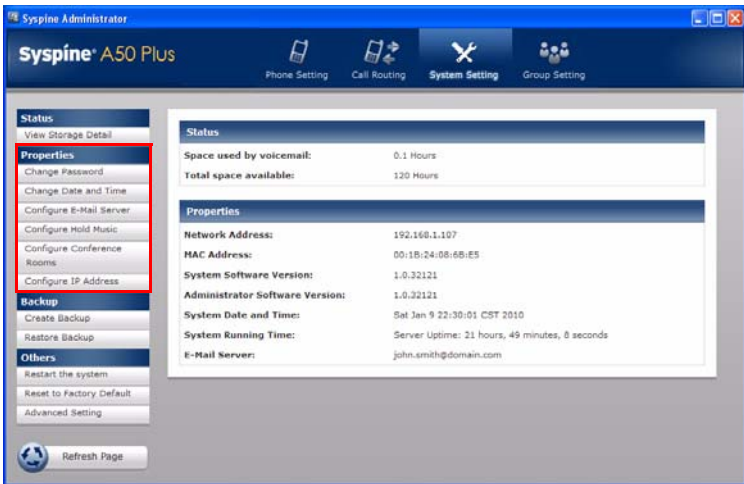 Syspine Administrator
Syspine® A50 Plus
Phone Setting
Call Routing
System Setting
Group Setting
Status
View Storage Detail
Properties
Change Password
Change Date and Time
Configure E-Mail Server
Configure Hold Music
Configure Conference
Rooms
Configure IP Address
Backup
Create Backup
Restore Backup
Others
Restart the system
Reset to Factory Default
Advanced Setting
Refresh Page
Status
Space used by voicemail: 0.1 Hours
Total space available: 120 Hours
Properties
Network Address: 192.168.1.107
MAC Address: 00:1B:24:08:6B:E5
System Software Version: 1.0.32121
Administrator Software Version: 1.0.32121
System Date and Time: Sat Jan 9 22:30:01 CST 2010
System Running Time: Server Uptime: 21 hours, 49 minutes, 8 seconds
E-Mail Server: john.smith@domain.com